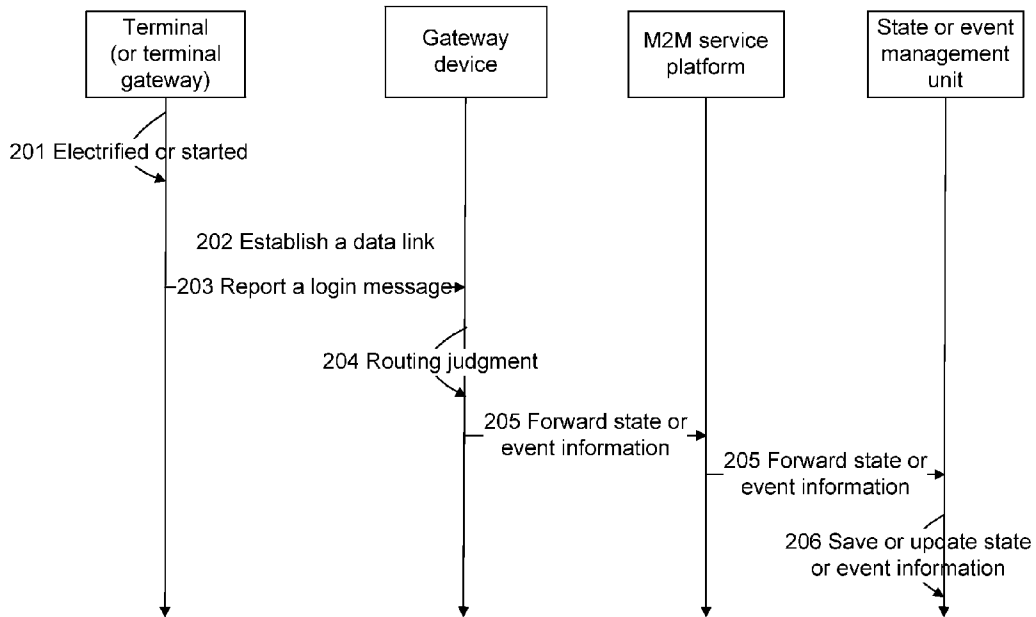 Terminal
(or terminal
gateway)
Gateway
device
M2M service
platform
State or event
management
unit
201 Electrified or started
202 Establish a data link
203 Report a login message
204 Routing judgment
205 Forward state or
event information
205 Forward state or
event information
206 Save or update state
or event information